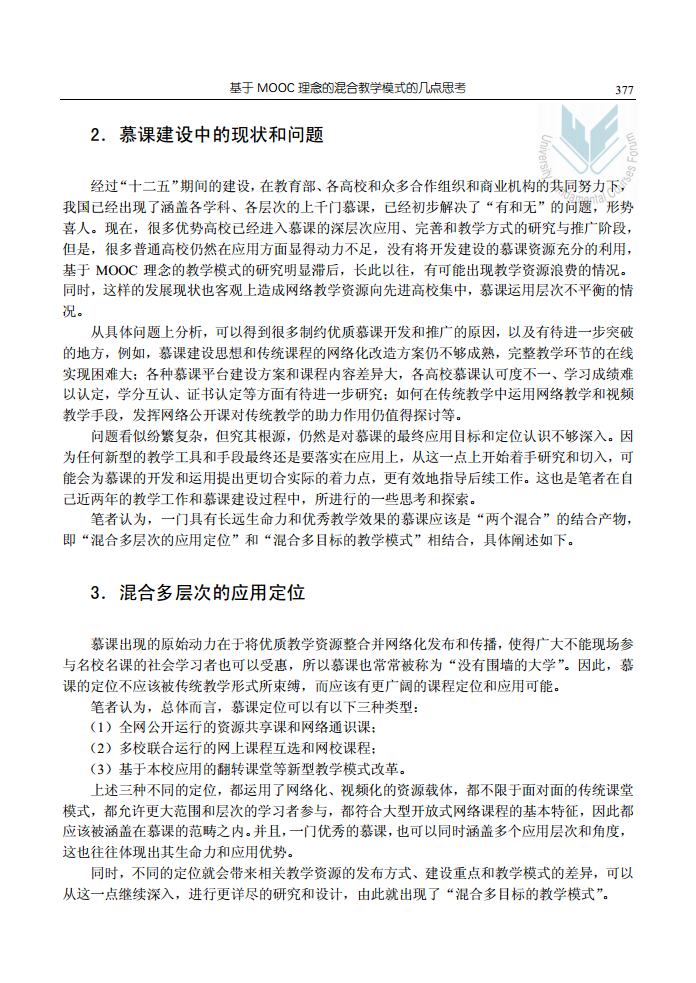 基于 MOOC 理念的混合教学模式的几点思考
377
2．慕课建设中的现状和问题
University Fundamental Courses Forum
经过“十二五”期间的建设，在教育部、各高校和众多合作组织和商业机构的共同努力下，
我国已经出现了涵盖各学科、各层次的上千门慕课，已经初步解决了“有和无”的问题，形势
喜人。现在，很多优势高校已经进入慕课的深层次应用、完善和教学方式的研究与推广阶段，
但是，很多普通高校仍然在应用方面显得动力不足，没有将开发建设的慕课资源充分的利用，
基于 MOOC 理念的教学模式的研究明显滞后，长此以往，有可能出现教学资源浪费的情况。
同时，这样的发展现状也客观上造成网络教学资源向先进高校集中，慕课运用层次不平衡的情
况。
从具体问题上分析，可以得到很多制约优质慕课开发和推广的原因，以及有待进一步突破
的地方，例如，慕课建设思想和传统课程的网络化改造方案仍不够成熟，完整教学环节的在线
实现困难大；各种慕课平台建设方案和课程内容差异大，各高校慕课认可度不一、学习成绩难
以认定，学分互认、证书认定等方面有待进一步研究；如何在传统教学中运用网络教学和视频
教学手段，发挥网络公开课对传统教学的助力作用仍值得探讨等。
问题看似纷繁复杂，但究其根源，仍然是对慕课的最终应用目标和定位认识不够深入。因
为任何新型的教学工具和手段最终还是要落实在应用上，从这一点上开始着手研究和切入，可
能会为慕课的开发和运用提出更切合实际的着力点，更有效地指导后续工作。这也是笔者在自
己近两年的教学工作和慕课建设过程中，所进行的一些思考和探索。
笔者认为，一门具有长远生命力和优秀教学效果的慕课应该是“两个混合”的结合产物，
即“混合多层次的应用定位”和“混合多目标的教学模式”相结合，具体阐述如下。
3．混合多层次的应用定位
慕课出现的原始动力在于将优质教学资源整合并网络化发布和传播，使得广大不能现场参
与名校名课的社会学习者也可以受惠，所以慕课也常常被称为“没有围墙的大学”。因此，慕
课的定位不应该被传统教学形式所束缚，而应该有更广阔的课程定位和应用可能。
笔者认为，总体而言，慕课定位可以有以下三种类型：
（1）全网公开运行的资源共享课和网络通识课；
（2）多校联合运行的网上课程互选和网校课程；
（3）基于本校应用的翻转课堂等新型教学模式改革。
上述三种不同的定位，都运用了网络化、视频化的资源载体，都不限于面对面的传统课堂
模式，都允许更大范围和层次的学习者参与，都符合大型开放式网络课程的基本特征，因此都
应该被涵盖在慕课的范畴之内。并且，一门优秀的慕课，也可以同时涵盖多个应用层次和角度，
这也往往体现出其生命力和应用优势。
同时，不同的定位就会带来相关教学资源的发布方式、建设重点和教学模式的差异，可以
从这一点继续深入，进行更详尽的研究和设计，由此就出现了“混合多目标的教学模式”。